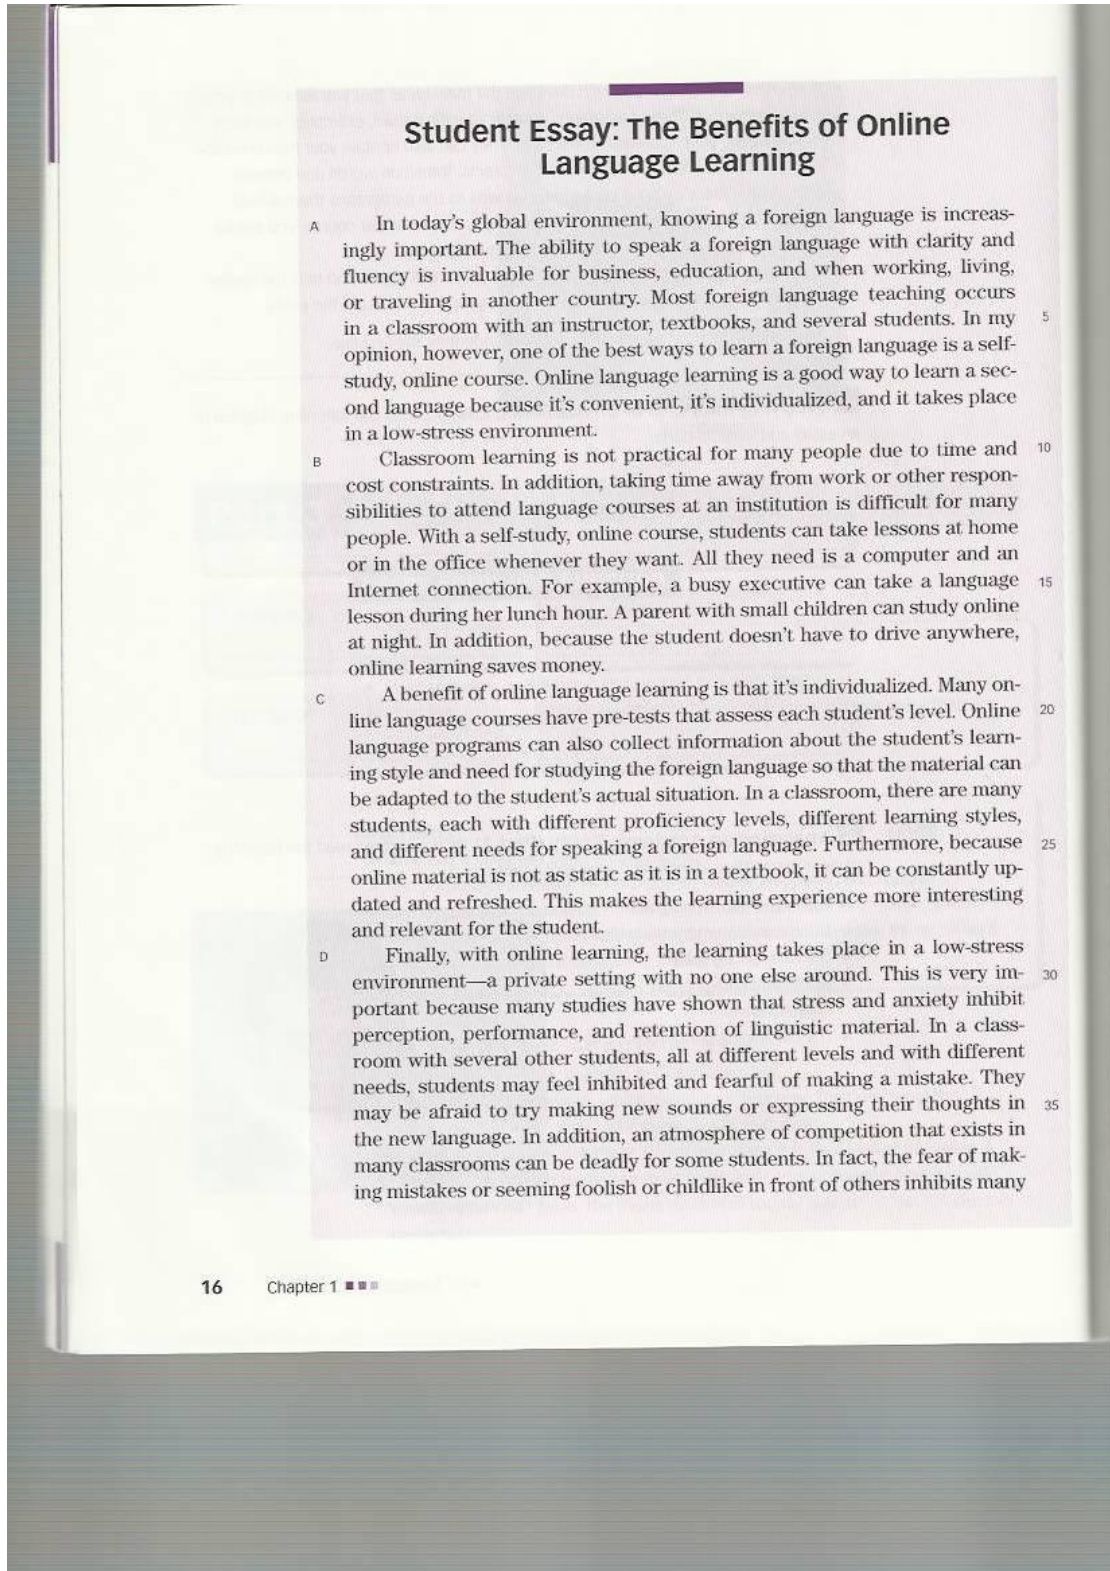 Student Essay: The Benefits of Online
Language Learning
A In today's global environment, knowing a foreign language is increas-
ingly important. The ability to speak a foreign language with clarity and
fluency is invaluable for business, education, and when working, living,
or traveling in another country. Most foreign language teaching occurs
in a classroom with an instructor, textbooks, and several students. In my 5
opinion, however, one of the best ways to learn a foreign language is a self-
study, online course. Online language learning is a good way to learn a sec-
ond language because it's convenient, it's individualized, and it takes place
in a low-stress environment.
B Classroom learning is not practical for many people due to time and 10
cost constraints. In addition, taking time away from work or other respon-
sibilities to attend language courses at an institution is difficult for many
people. With a self-study, online course, students can take lessons at home
or in the office whenever they want. All they need is a computer and an
Internet connection. For example, a busy executive can take a language 15
lesson during her lunch hour. A parent with small children can study online
at night. In addition, because the student doesn't have to drive anywhere,
online learning saves money.
C A benefit of online language learning is that it's individualized. Many on-
line language courses have pre-tests that assess each student's level. Online 20
language programs can also collect information about the student's learn-
ing style and need for studying the foreign language so that the material can
be adapted to the student's actual situation. In a classroom, there are many
students, each with different proficiency levels, different learning styles,
and different needs for speaking a foreign language. Furthermore, because 25
online material is not as static as it is in a textbook, it can be constantly up-
dated and refreshed. This makes the learning experience more interesting
and relevant for the student.
D Finally, with online learning, the learning takes place in a low-stress
environment—a private setting with no one else around. This is very im- 30
portant because many studies have shown that stress and anxiety inhibit
perception, performance, and retention of linguistic material. In a class-
room with several other students, all at different levels and with different
needs, students may feel inhibited and fearful of making a mistake. They
may be afraid to try making new sounds or expressing their thoughts in 35
the new language. In addition, an atmosphere of competition that exists in
many classrooms can be deadly for some students. In fact, the fear of mak-
ing mistakes or seeming foolish or childlike in front of others inhibits many
16 Chapter 1